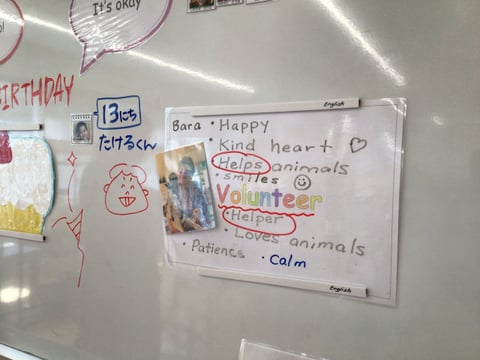 It's okay
BIRTHDAY
13にち
たけるくん
English
Bara • Happy
• Kind heart ♡
• Helps animals
• smiles ☺
Volunteer
• Helper
• Loves animals
• Patience • Calm
English